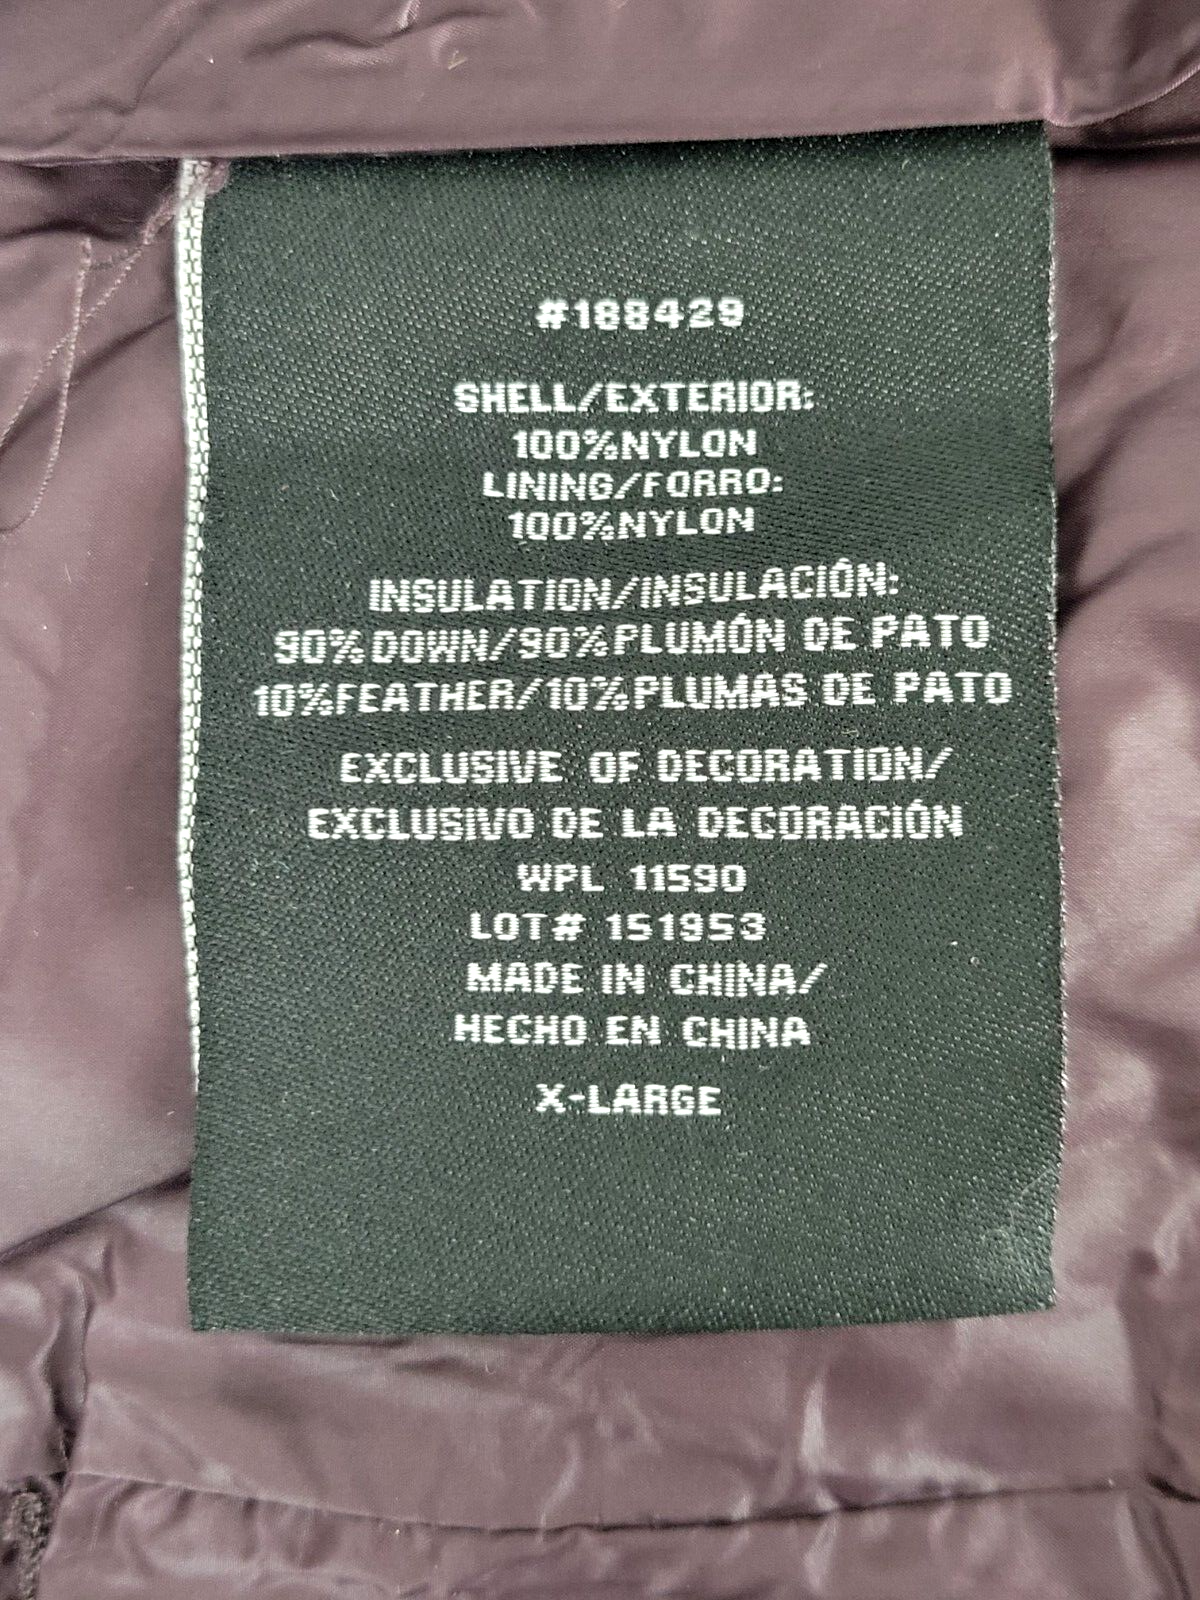 #188429
SHELL/EXTERIOR:
100%NYLON
LINING/FORRO:
100%NYLON
INSULATION/INSULACIÓN:
90%DOWN/90%PLUMÓN DE PATO
10%FEATHER/10%PLUMAS DE PATO
EXCLUSIVE OF DECORATION/
EXCLUSIVO DE LA DECORACIÓN
WPL 11590
LOT# 151953
MADE IN CHINA/
HECHO EN CHINA
X-LARGE